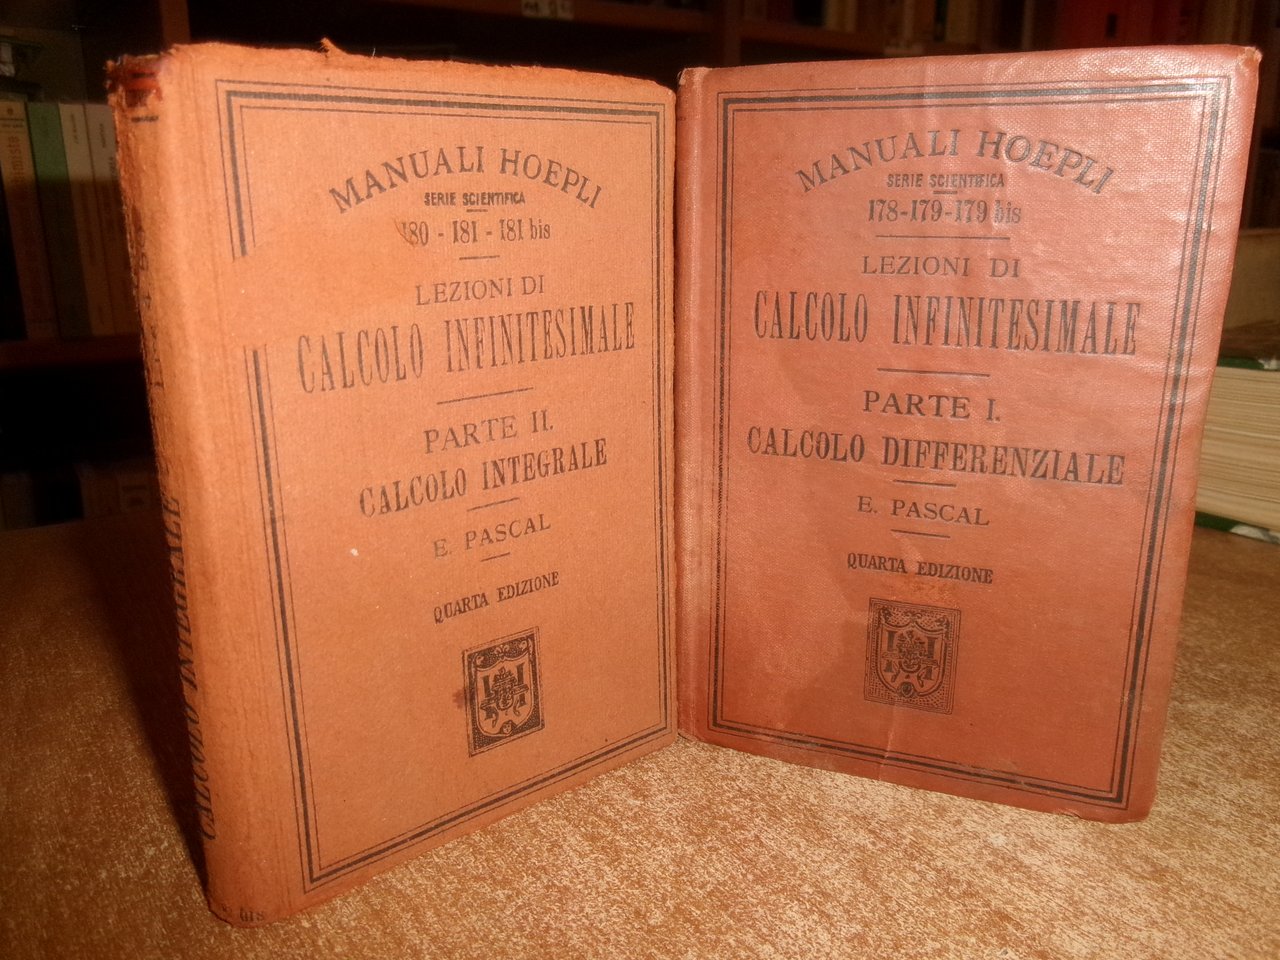 MANUALI HOEPLI
SERIE SCIENTIFICA
180 - 181 - 181 bis
LEZIONI DI
CALCOLO INFINITESIMALE
PARTE II.
CALCOLO INTEGRALE
E. PASCAL
QUARTA EDIZIONE
CALCOLO INTEGRALE
bis
MANUALI HOEPLI
SERIE SCIENTIFICA
178-179-179 bis
LEZIONI DI
CALCOLO INFINITESIMALE
PARTE I.
CALCOLO DIFFERENZIALE
E. PASCAL
QUARTA EDIZIONE